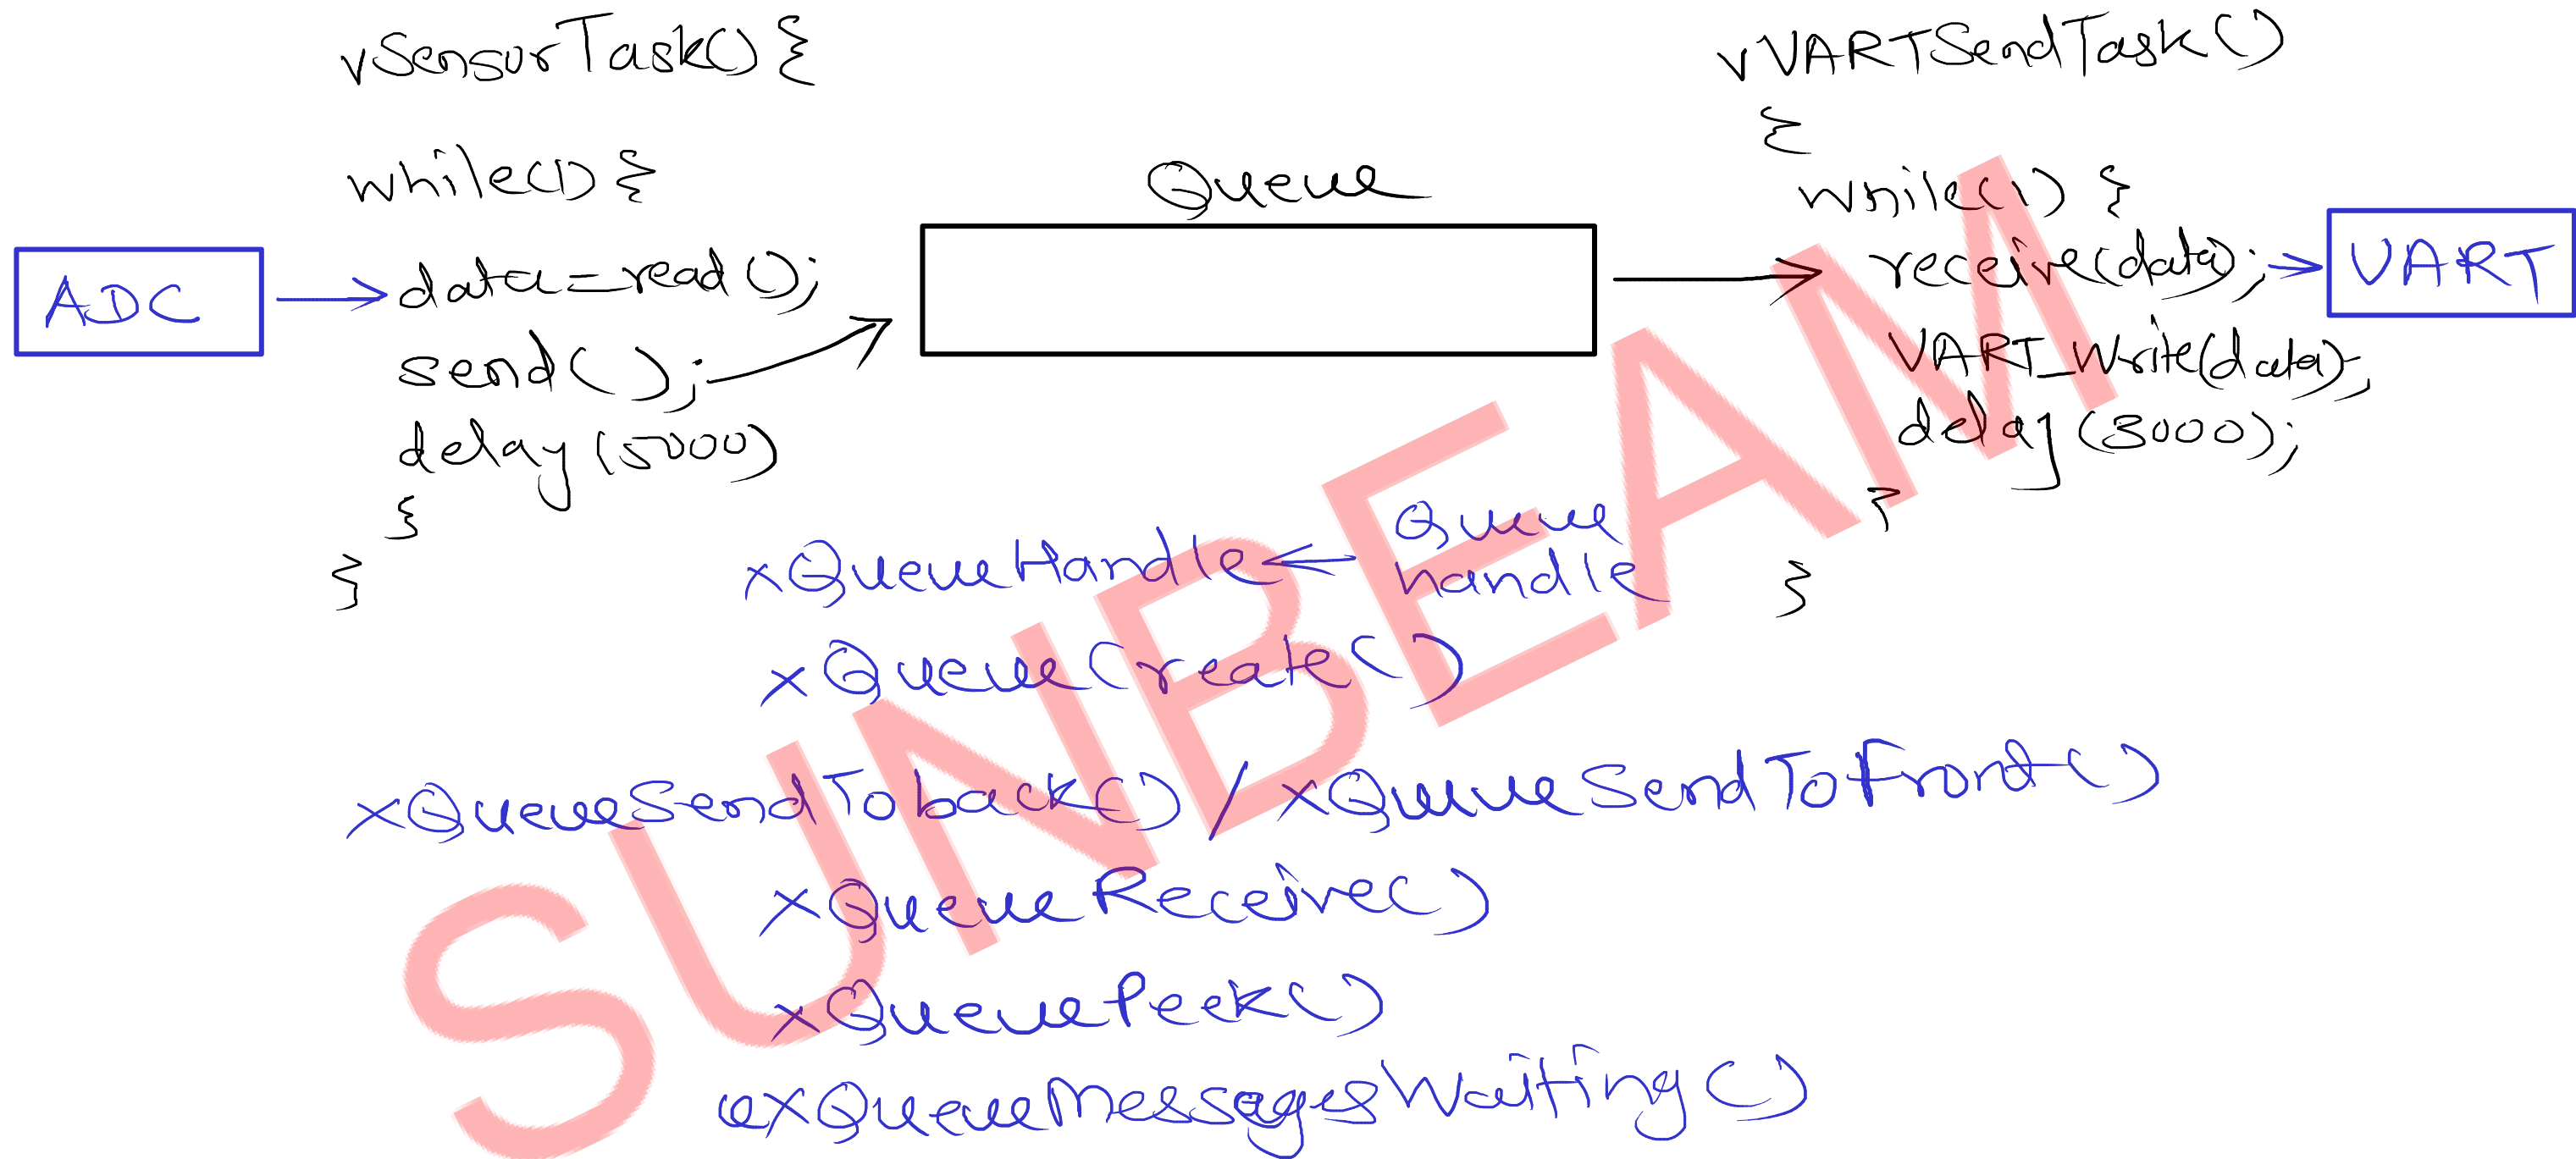 vSensorTask() {
while(1) {
ADC
data=read();
send();
delay(5000)
}
}
Queue
vUARTSendTask()
{
while(1) {
receive(data);
UART
UART_Write(data);
delay(3000);
}
}
xQueueHandle ← Queue handle
xQueueCreate()
xQueueSendToback() / xQueueSendToFront()
xQueueReceive()
xQueuePeek()
uxQueueMessagesWaiting()
SUNBEAM